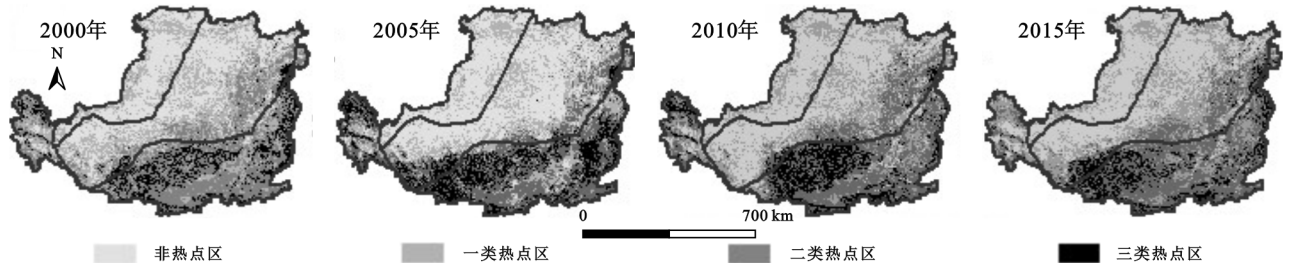 2000年
2005年
2010年
2015年
N
0 700 km
非热点区
一类热点区
二类热点区
三类热点区